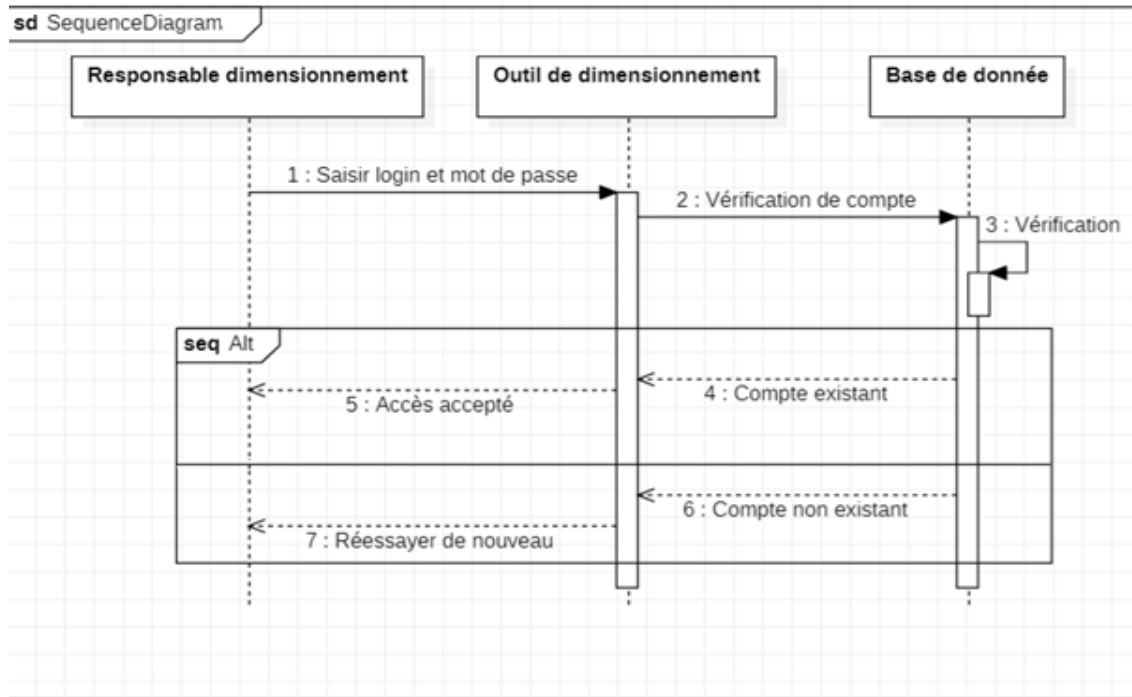 sd SequenceDiagram
Responsable dimensionnement
Outil de dimensionnement
Base de donnée
1 : Saisir login et mot de passe
2 : Vérification de compte
3 : Vérification
seq Alt
4 : Compte existant
5 : Accès accepté
6 : Compte non existant
7 : Réessayer de nouveau